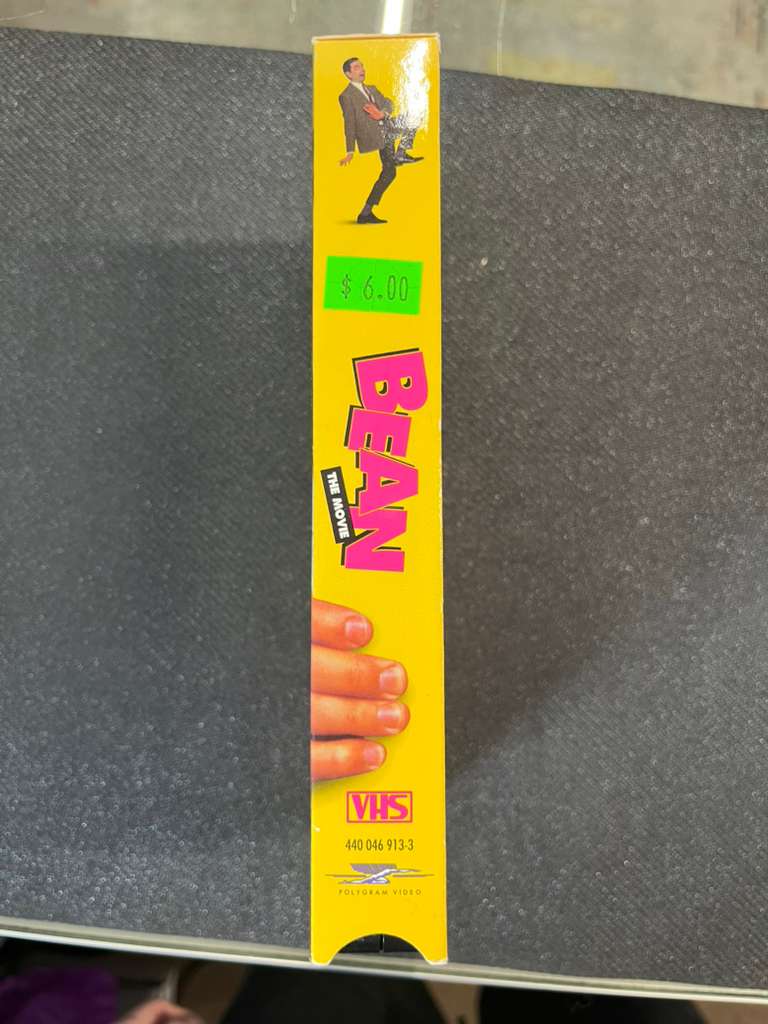 $ 6.00
BEAN
THE MOVIE
VHS
440 046 913-3
POLYGRAM VIDEO